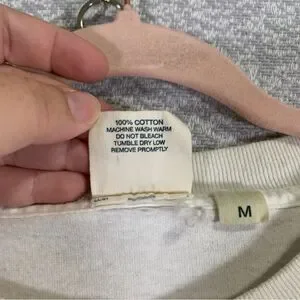 100% COTTON
MACHINE WASH WARM
DO NOT BLEACH
TUMBLE DRY LOW
REMOVE PROMPTLY
M